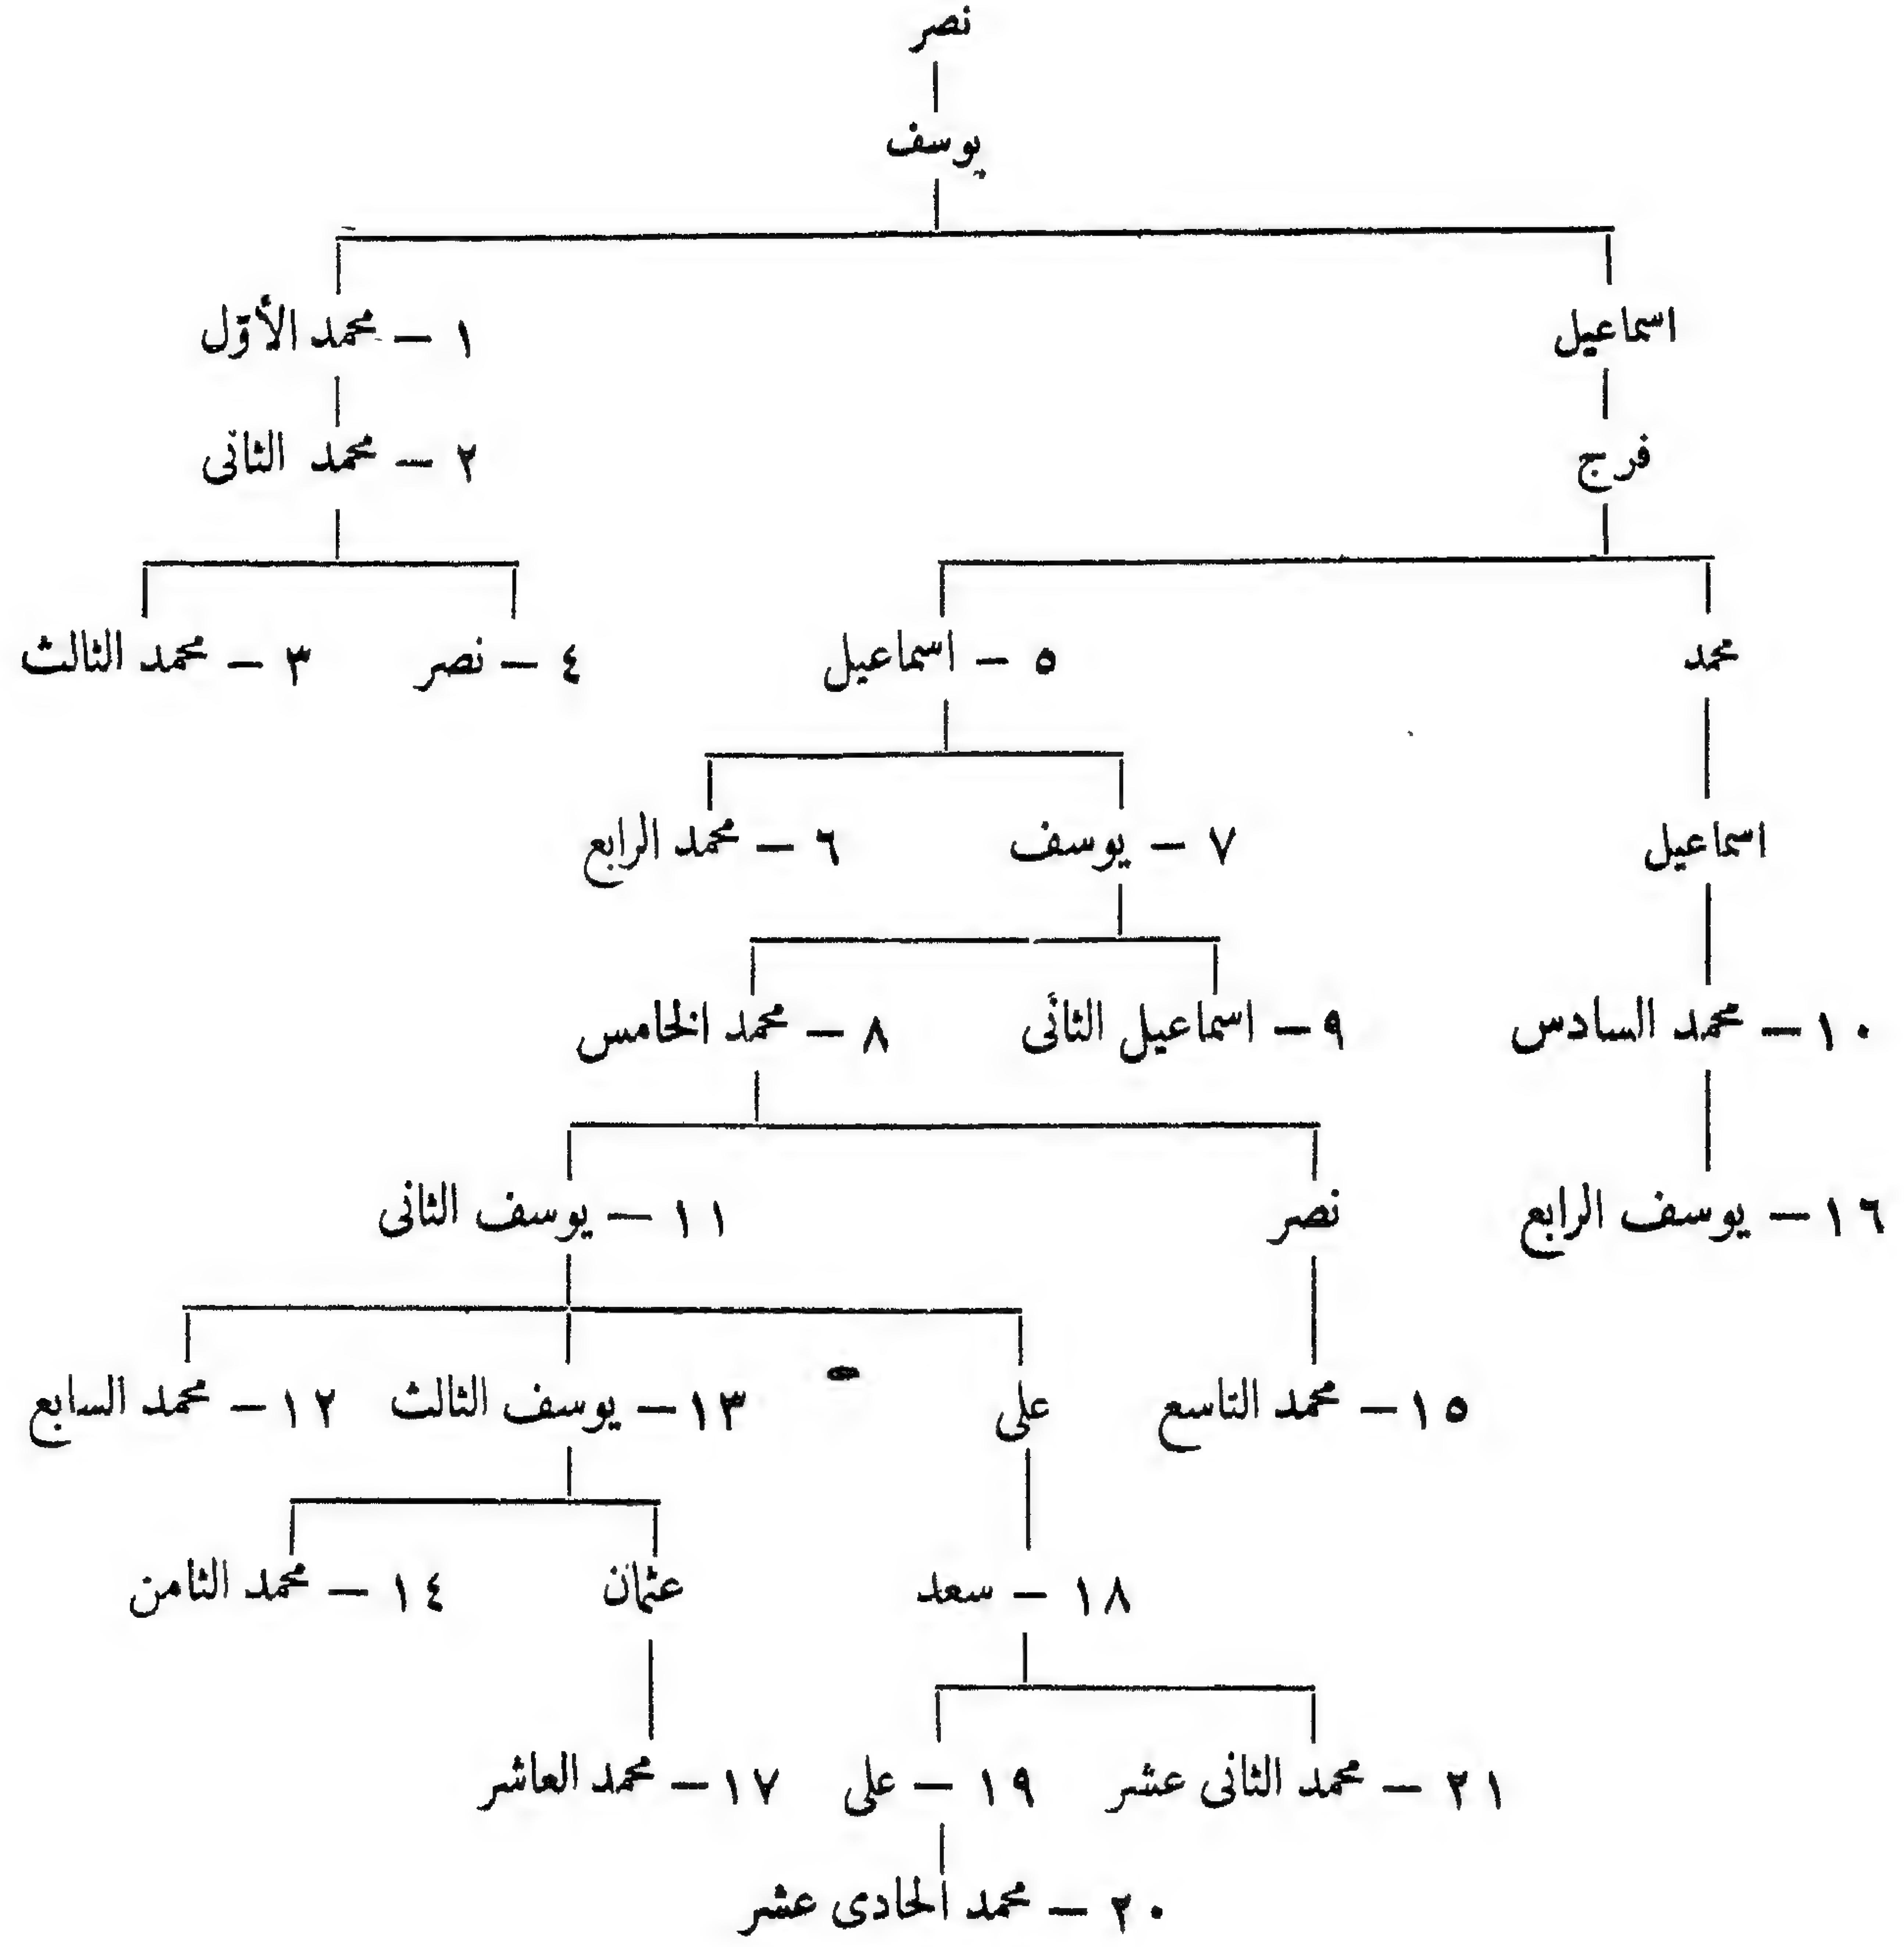 نصر
يوسف
اسماعيل
١ – محمد الأوّل
فرج
٢ – محمد الثانى
محمد
٥ – اسماعيل
٤ – نصر
٣ – محمد الثالث
اسماعيل
٧ – يوسف
٦ – محمد الرابع
١٠ – محمد السادس
٩ – اسماعيل الثانى
٨ – محمد الخامس
١٦ – يوسف الرابع
نصر
١١ – يوسف الثانى
١٥ – محمد التاسع
على
١٣ – يوسف الثالث
١٢ – محمد السابع
١٨ – سعد
عثمان
١٤ – محمد الثامن
٢١ – محمد الثانى عشر
١٩ – على
١٧ – محمد العاشر
٢٠ – محمد الحادى عشر